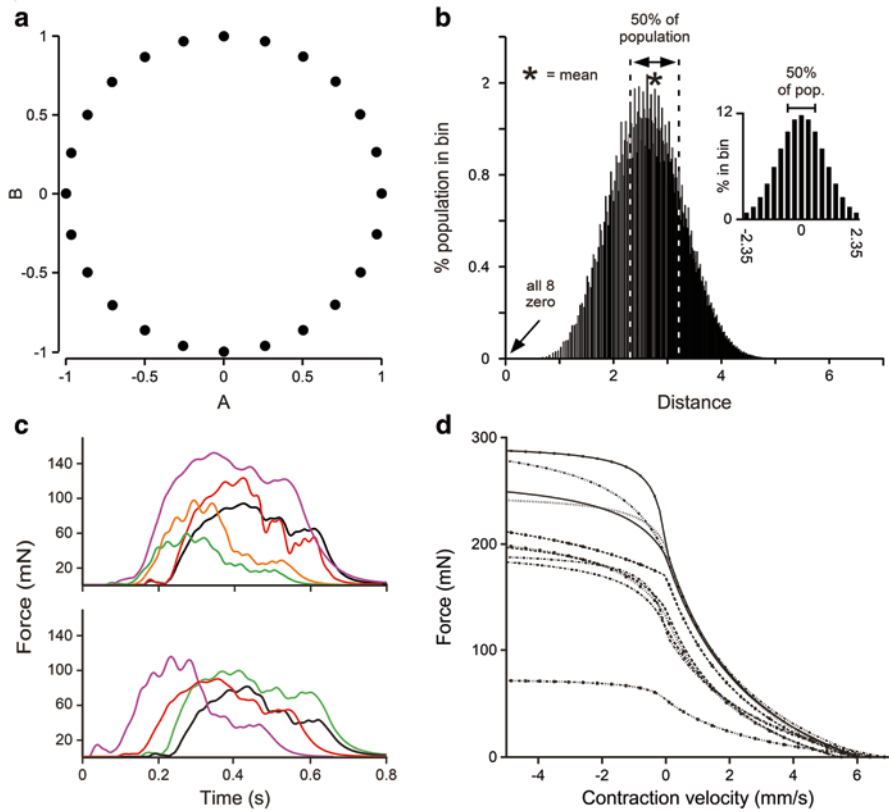 a
1
0.5
0
-0.5
-1
B
-1 -0.5 0 0.5 1
A
b
50% of
population
* = mean
2
1.6
1.2
0.8
0.4
0
% population in bin
all 8
zero
0 2 4 6
Distance
50%
of pop.
12
0
% in bin
-2.35 0 2.35
c
140
100
60
20
140
100
60
20
Force (mN)
0 0.2 0.4 0.6 0.8
Time (s)
d
300
200
100
0
Force (mN)
-4 -2 0 2 4 6
Contraction velocity (mm/s)